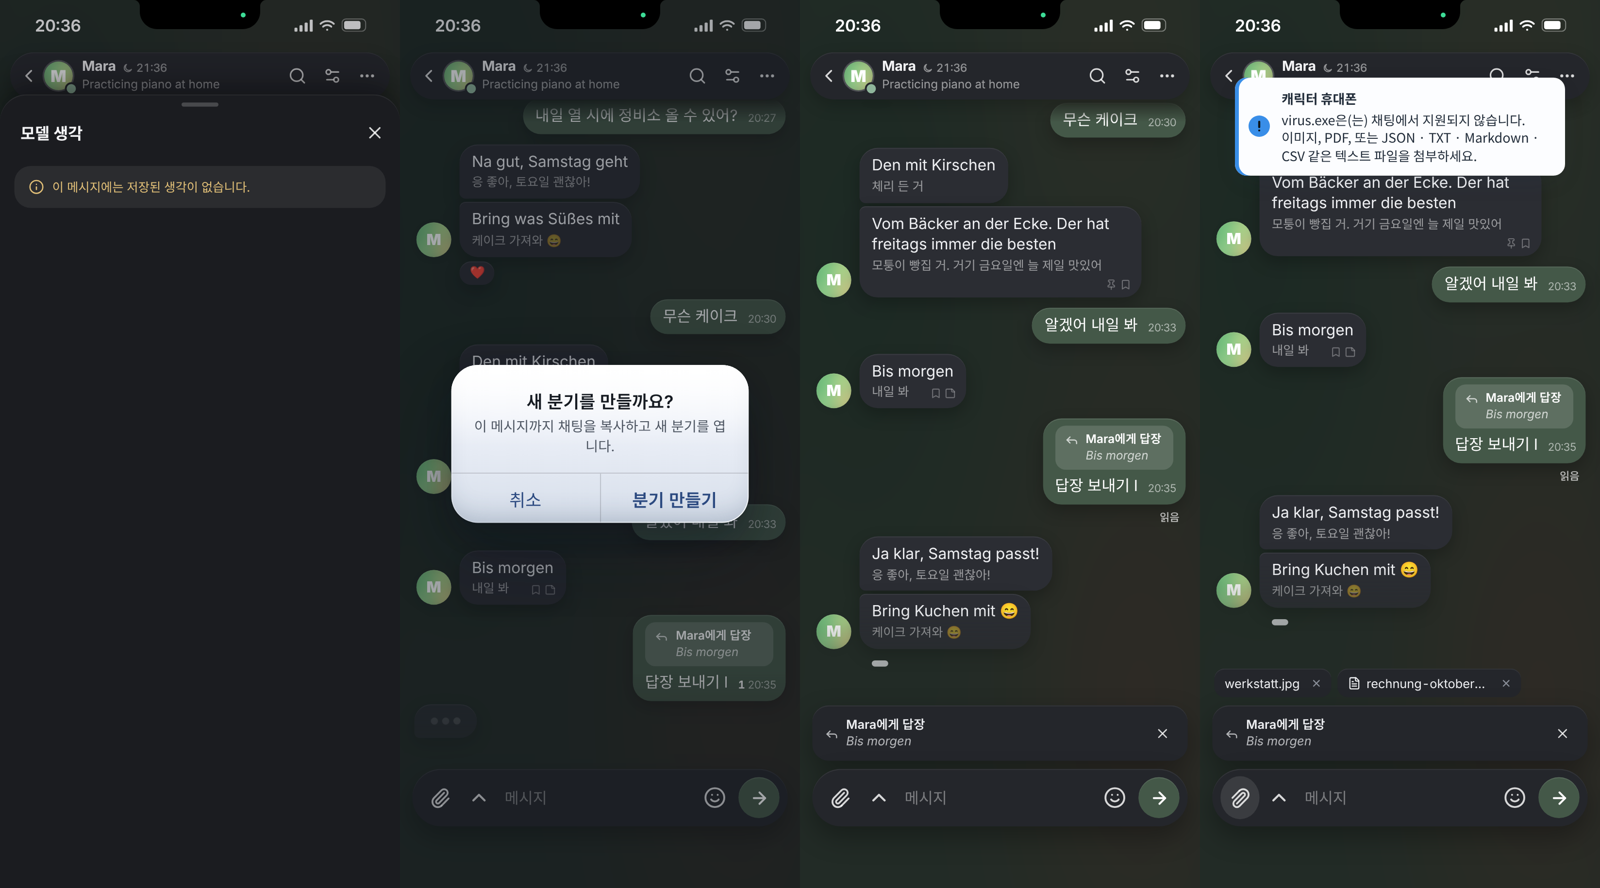 20:36
M
Mara 21:36
Practicing piano at home
모델 생각
이 메시지에는 저장된 생각이 없습니다.
20:36
M
Mara 21:36
Practicing piano at home
내일 열 시에 정비소 올 수 있어? 20:27
Na gut, Samstag geht
응 좋아, 토요일 괜찮아!
Bring was Süßes mit
케이크 가져와 😄
M
❤️
무슨 케이크 20:30
Den mit Kirschen
새 분기를 만들까요?
이 메시지까지 채팅을 복사하고 새 분기를 엽
니다.
취소
분기 만들기
M
알겠어 내일 봐 20:33
Bis morgen
내일 봐
M
Mara에게 답장
Bis morgen
답장 보내기 l 1 20:35
메시지
20:36
M
Mara 21:36
Practicing piano at home
무슨 케이크 20:30
Den mit Kirschen
체리 든 거
Vom Bäcker an der Ecke. Der hat
freitags immer die besten
모퉁이 빵집 거. 거기 금요일엔 늘 제일 맛있어
M
알겠어 내일 봐 20:33
Bis morgen
내일 봐
M
Mara에게 답장
Bis morgen
답장 보내기 l 20:35
읽음
Ja klar, Samstag passt!
응 좋아, 토요일 괜찮아!
Bring Kuchen mit 😄
케이크 가져와 😄
M
Mara에게 답장
Bis morgen
메시지
20:36
M
Mara 21:36
캐릭터 휴대폰
virus.exe은(는) 채팅에서 지원되지 않습니다.
이미지, PDF, 또는 JSON · TXT · Markdown ·
CSV 같은 텍스트 파일을 첨부하세요.
Vom Bäcker an der Ecke. Der hat
freitags immer die besten
모퉁이 빵집 거. 거기 금요일엔 늘 제일 맛있어
M
알겠어 내일 봐 20:33
Bis morgen
내일 봐
M
Mara에게 답장
Bis morgen
답장 보내기 l 20:35
읽음
Ja klar, Samstag passt!
응 좋아, 토요일 괜찮아!
Bring Kuchen mit 😄
케이크 가져와 😄
M
werkstatt.jpg
rechnung-oktober...
Mara에게 답장
Bis morgen
메시지